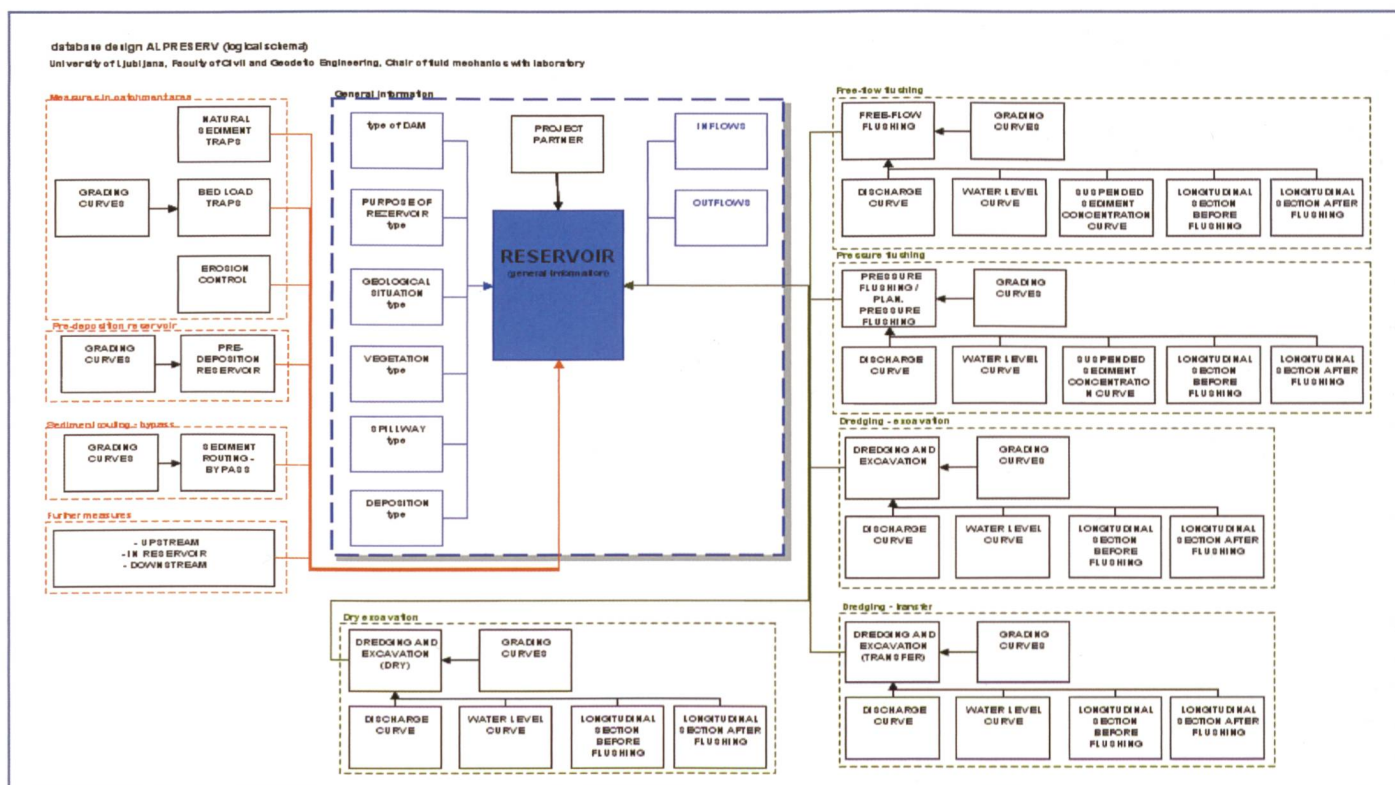 database design ALPRESERV (logical schema)
University of Ljubljana, Faculty of Civil and Geodetic Engineering, Chair of fluid mechanics with laboratory
Measures in catchment area
NATURAL
SEDIMENT
TRAPS
GRADING
CURVES
BED LOAD
TRAPS
EROSION
CONTROL
Pre-deposition reservoir
GRADING
CURVES
PRE-
DEPOSITION
RESERVOIR
Sediment routing - bypass
GRADING
CURVES
SEDIMENT
ROUTING -
BYPASS
Further measures
- UPSTREAM
- IN RESERVOIR
- DOWNSTREAM
General information
type of DAM
PURPOSE OF
REZERVOIR
type
GEOLOGICAL
SITUATION
type
VEGETATION
type
SPILLWAY
type
DEPOSITION
type
PROJECT
PARTNER
RESERVOIR
INFLOWS
OUTFLOWS
Free-flow flushing
FREE-FLOW
FLUSHING
GRADING
CURVES
DISCHARGE
CURVE
WATER LEVEL
CURVE
SUSPENDED
SEDIMENT
CONCENTRATION
CURVE
LONGITUDINAL
SECTION
BEFORE
FLUSHING
LONGITUDINAL
SECTION AFTER
FLUSHING
Pressure flushing
PRESSURE
FLUSHING /
PLAN.
PRESSURE
FLUSHING
GRADING
CURVES
DISCHARGE
CURVE
WATER LEVEL
CURVE
SUSPENDED
SEDIMENT
CONCENTRATIO
N CURVE
LONGITUDINAL
SECTION
BEFORE
FLUSHING
LONGITUDINAL
SECTION AFTER
FLUSHING
Dredging - excavation
DREDGING AND
EXCAVATION
GRADING
CURVES
DISCHARGE
CURVE
WATER LEVEL
CURVE
LONGITUDINAL
SECTION
BEFORE
FLUSHING
LONGITUDINAL
SECTION AFTER
FLUSHING
Dry excavation
DREDGING AND
EXCAVATION
(DRY)
GRADING
CURVES
DISCHARGE
CURVE
WATER LEVEL
CURVE
LONGITUDINAL
SECTION
BEFORE
FLUSHING
LONGITUDINAL
SECTION AFTER
FLUSHING
Dredging - transfer
DREDGING AND
EXCAVATION
(TRANSFER)
GRADING
CURVES
DISCHARGE
CURVE
WATER LEVEL
CURVE
LONGITUDINAL
SECTION
BEFORE
FLUSHING
LONGITUDINAL
SECTION AFTER
FLUSHING